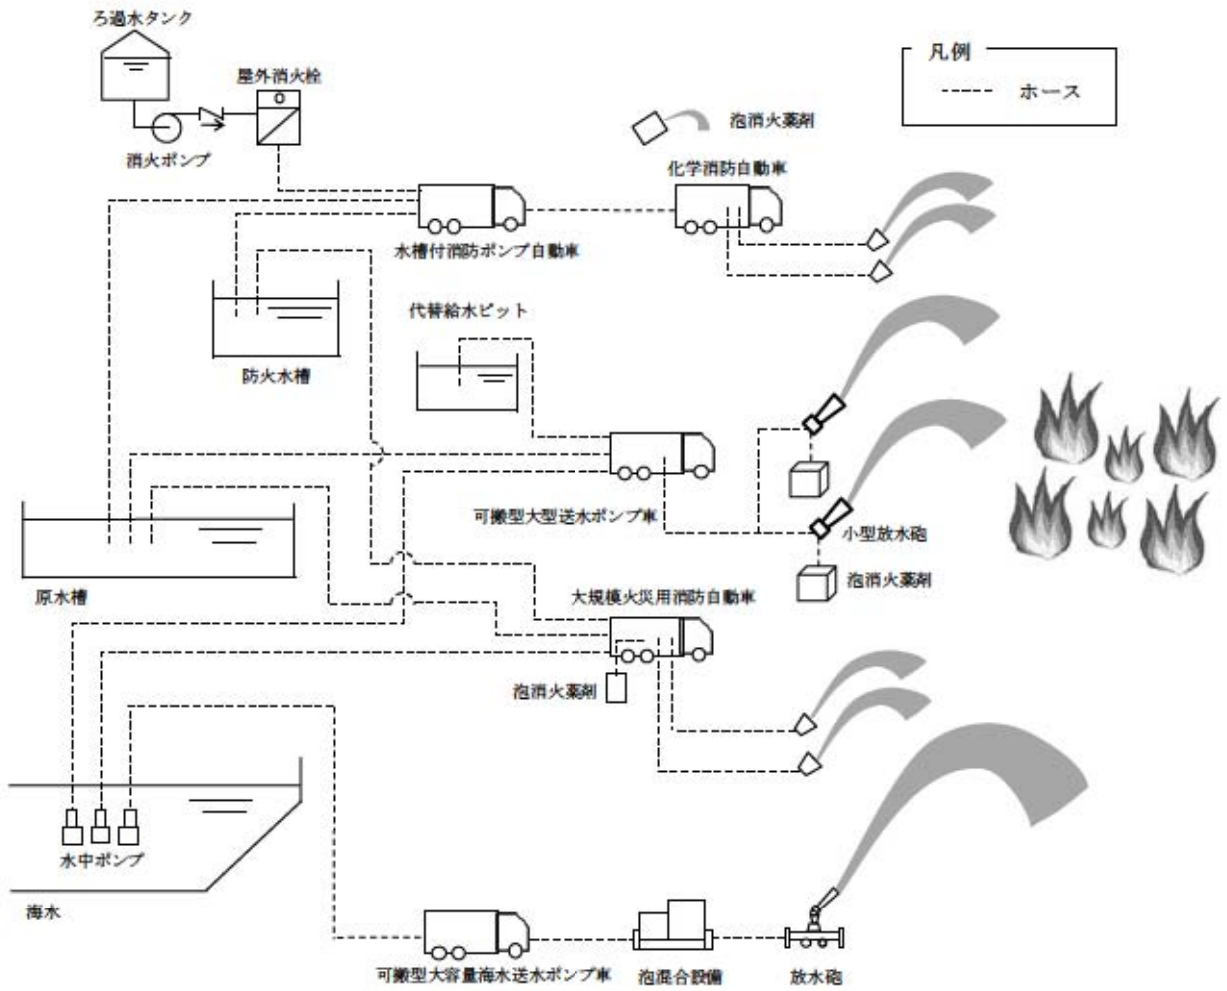 ろ過水タンク
屋外消火栓
消火ポンプ
凡例
ホース
泡消火薬剤
化学消防自動車
水槽付消防ポンプ自動車
代替給水ピット
防火水槽
可搬型大型送水ポンプ車
小型放水砲
泡消火薬剤
原水槽
大規模火災用消防自動車
泡消火薬剤
水中ポンプ
海水
可搬型大容量海水送水ポンプ車
泡混合設備
放水砲